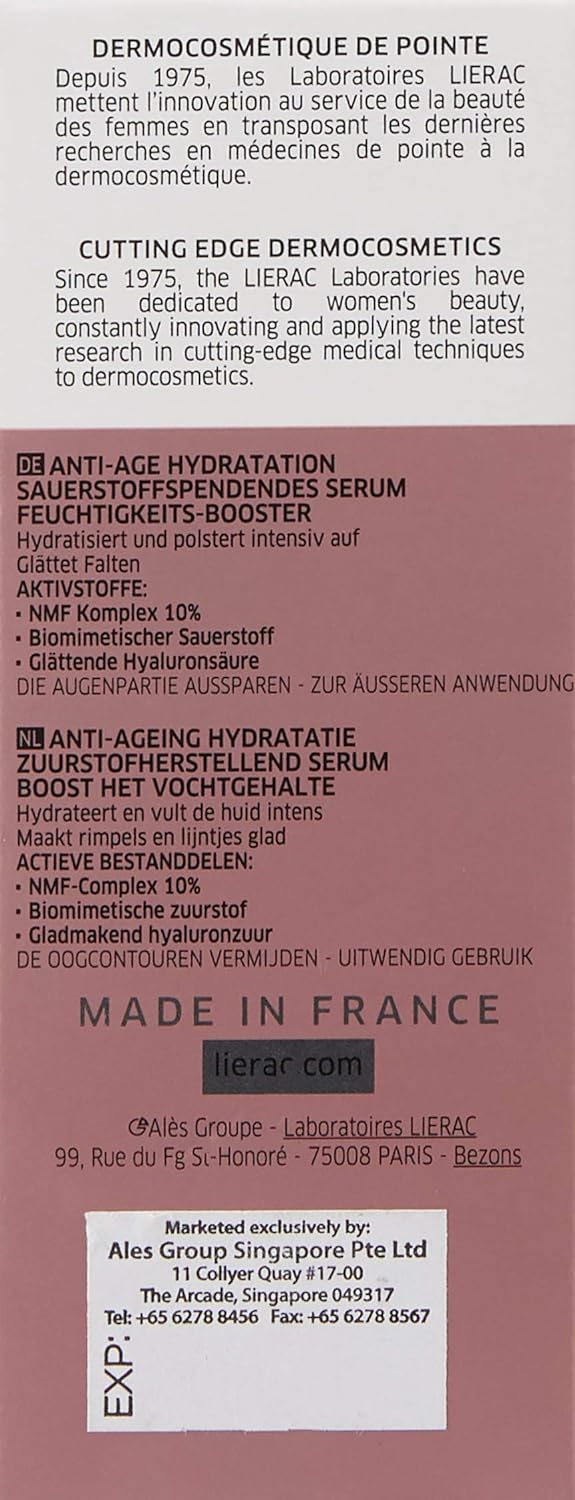 DERMOCOSMÉTIQUE DE POINTE
Depuis 1975, les Laboratoires LIERAC
mettent l'innovation au service de la beauté
des femmes en transposant les dernières
recherches en médecines de pointe à la
dermocosmétique.
CUTTING EDGE DERMOCOSMETICS
Since 1975, the LIERAC Laboratories have
been dedicated to women's beauty,
constantly innovating and applying the latest
research in cutting-edge medical techniques
to dermocosmetics.
DE ANTI-AGE HYDRATATION
SAUERSTOFFSPENDENDES SERUM
FEUCHTIGKEITS-BOOSTER
Hydratisiert und polstert intensiv auf
Glättet Falten
AKTIVSTOFFE:
• NMF Komplex 10%
• Biomimetischer Sauerstoff
• Glättende Hyaluronsäure
DIE AUGENPARTIE AUSSPAREN - ZUR ÄUSSEREN ANWENDUNG
NL ANTI-AGEING HYDRATATIE
ZUURSTOFHERSTELLEND SERUM
BOOST HET VOCHTGEHALTE
Hydrateert en vult de huid intens
Maakt rimpels en lijntjes glad
ACTIEVE BESTANDDELEN:
• NMF-Complex 10%
• Biomimetische zuurstof
• Gladmakend hyaluronzuur
DE OOGCONTOUREN VERMIJDEN - UITWENDIG GEBRUIK
MADE IN FRANCE
lierac.com
Alès Groupe - Laboratoires LIERAC
99, Rue du Fg St-Honoré - 75008 PARIS - Bezons
Marketed exclusively by:
Ales Group Singapore Pte Ltd
11 Collyer Quay #17-00
The Arcade, Singapore 049317
Tel: +65 6278 8456 Fax: +65 6278 8567
EXP: